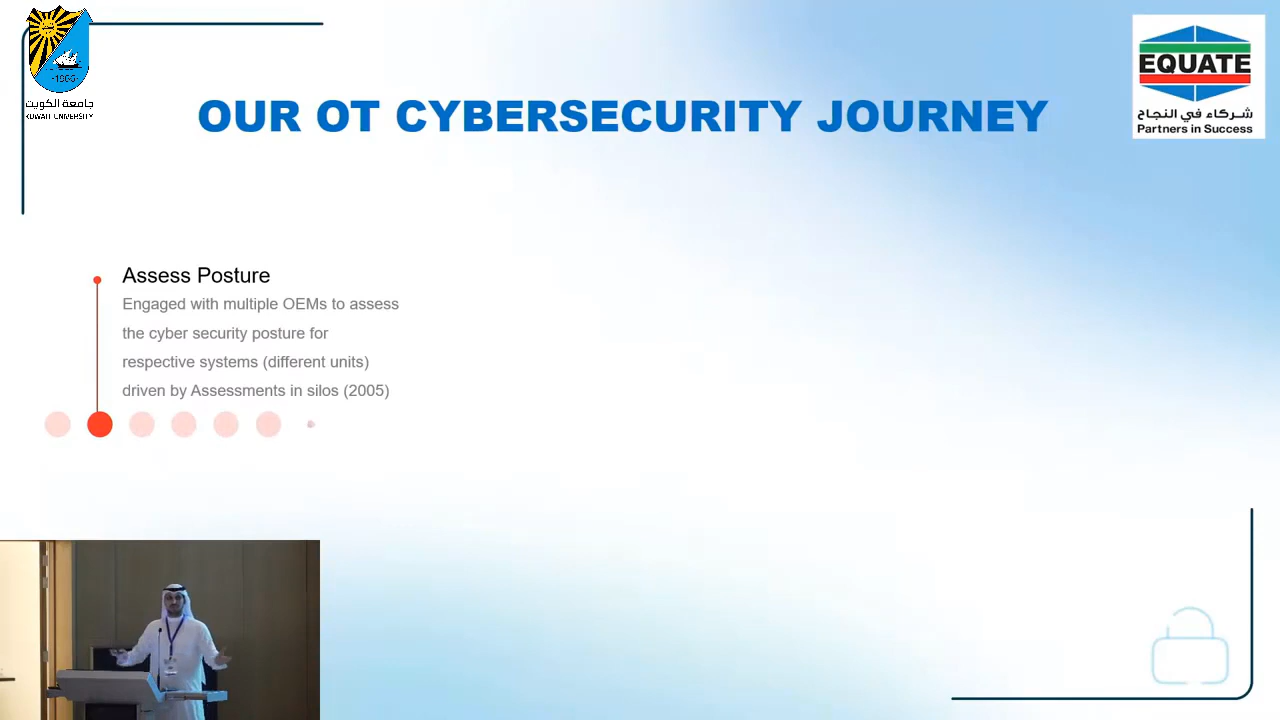 -1966-
جامعة الكويت
KUWAIT UNIVERSITY
EQUATE
شركاء في النجاح
Partners in Success
OUR OT CYBERSECURITY JOURNEY
Assess Posture
Engaged with multiple OEMs to assess
the cyber security posture for
respective systems (different units)
driven by Assessments in silos (2005)